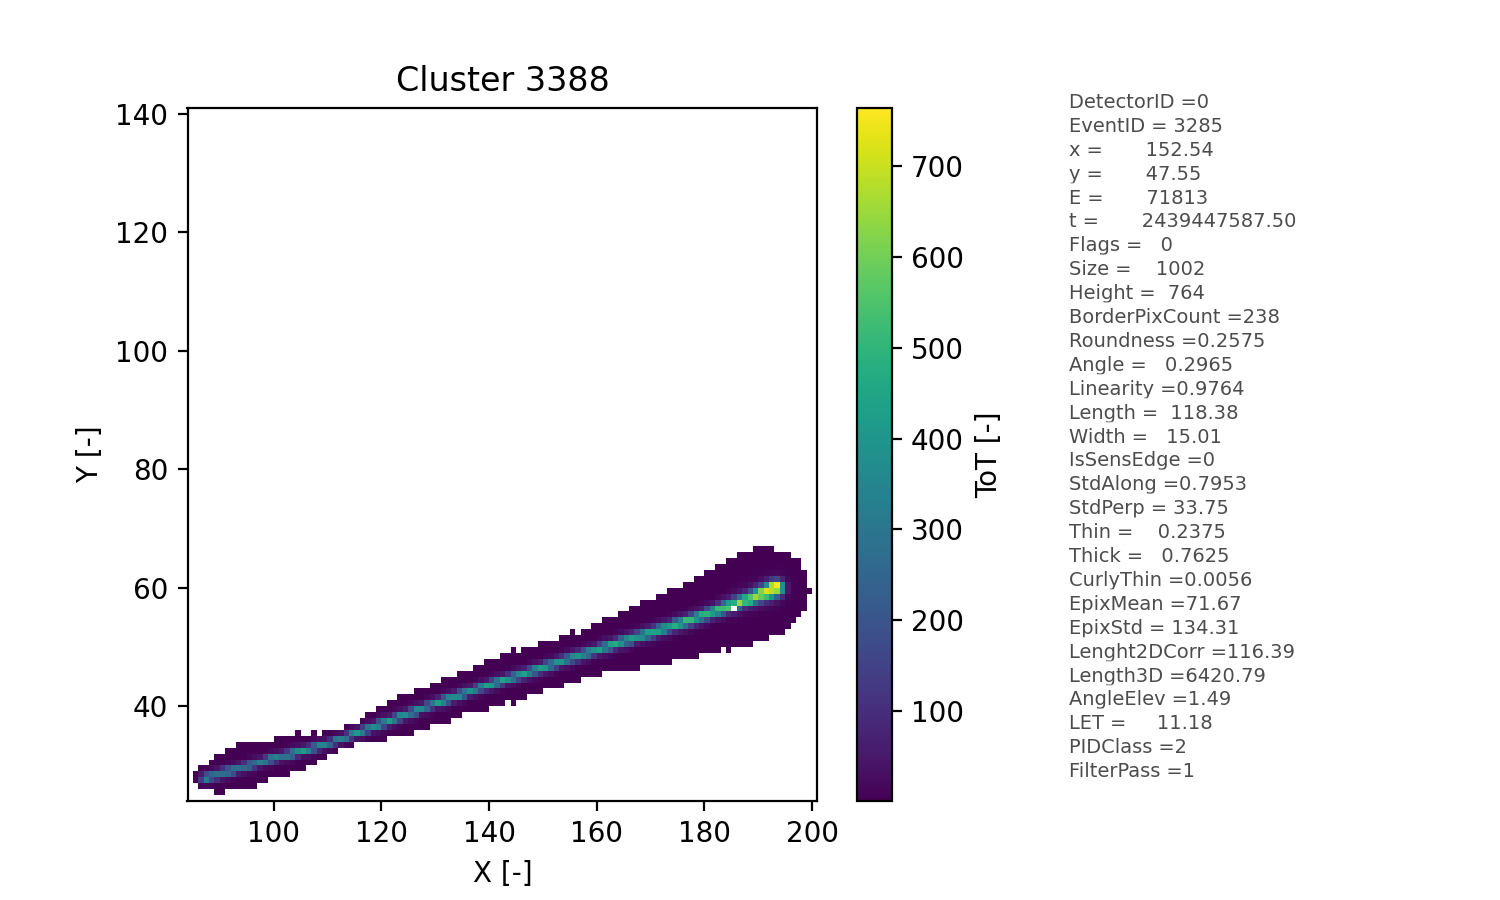 Cluster 3388
140
120
100
80
60
40
Y [-]
100 120 140 160 180 200
X [-]
700
600
500
400
300
200
100
ToT [-]
DetectorID =0
EventID = 3285
x = 152.54
y = 47.55
E = 71813
t = 2439447587.50
Flags = 0
Size = 1002
Height = 764
BorderPixCount =238
Roundness =0.2575
Angle = 0.2965
Linearity =0.9764
Length = 118.38
Width = 15.01
IsSensEdge =0
StdAlong =0.7953
StdPerp = 33.75
Thin = 0.2375
Thick = 0.7625
CurlyThin =0.0056
EpixMean =71.67
EpixStd = 134.31
Lenght2DCorr =116.39
Length3D =6420.79
AngleElev =1.49
LET = 11.18
PIDClass =2
FilterPass =1